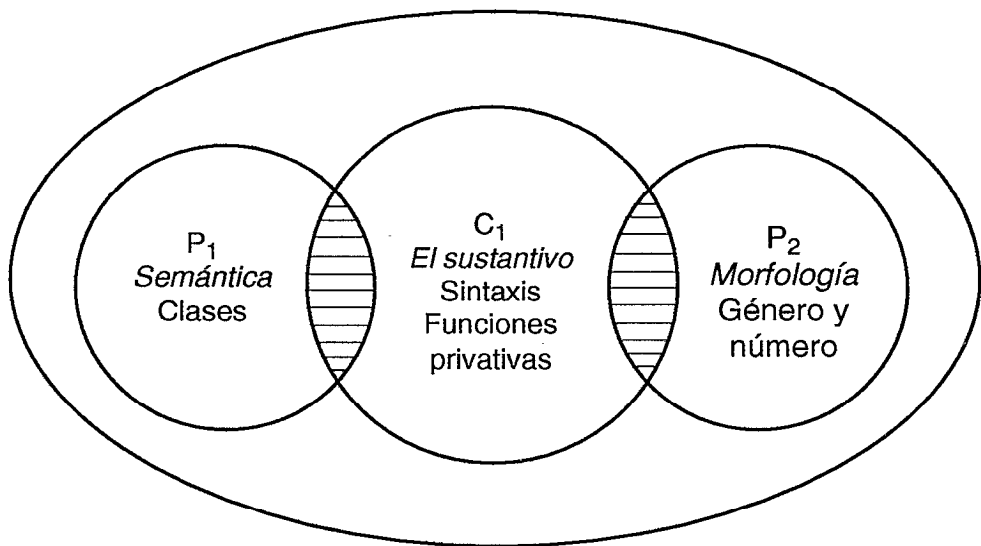 P₁
Semántica
Clases
C₁
El sustantivo
Sintaxis
Funciones
privativas
P₂
Morfología
Género y
número